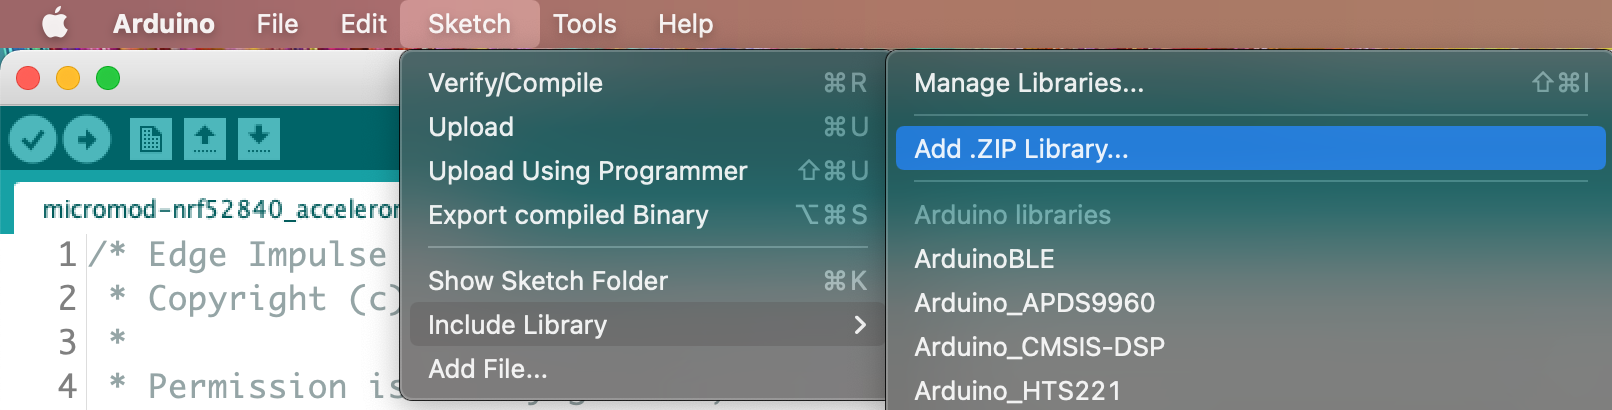 Arduino File Edit Sketch Tools Help
Verify/Compile ⌘R
Upload ⌘U
Upload Using Programmer ⇧⌘U
Export compiled Binary ⌥⌘S
Show Sketch Folder ⌘K
Include Library
Add File...
Manage Libraries... ⇧⌘I
Add .ZIP Library...
Arduino libraries
ArduinoBLE
Arduino_APDS9960
Arduino_CMSIS-DSP
Arduino_HTS221
micromod-nrf52840_acceleror
1 /* Edge Impulse
2 * Copyright (c)
3 *
4 * Permission is